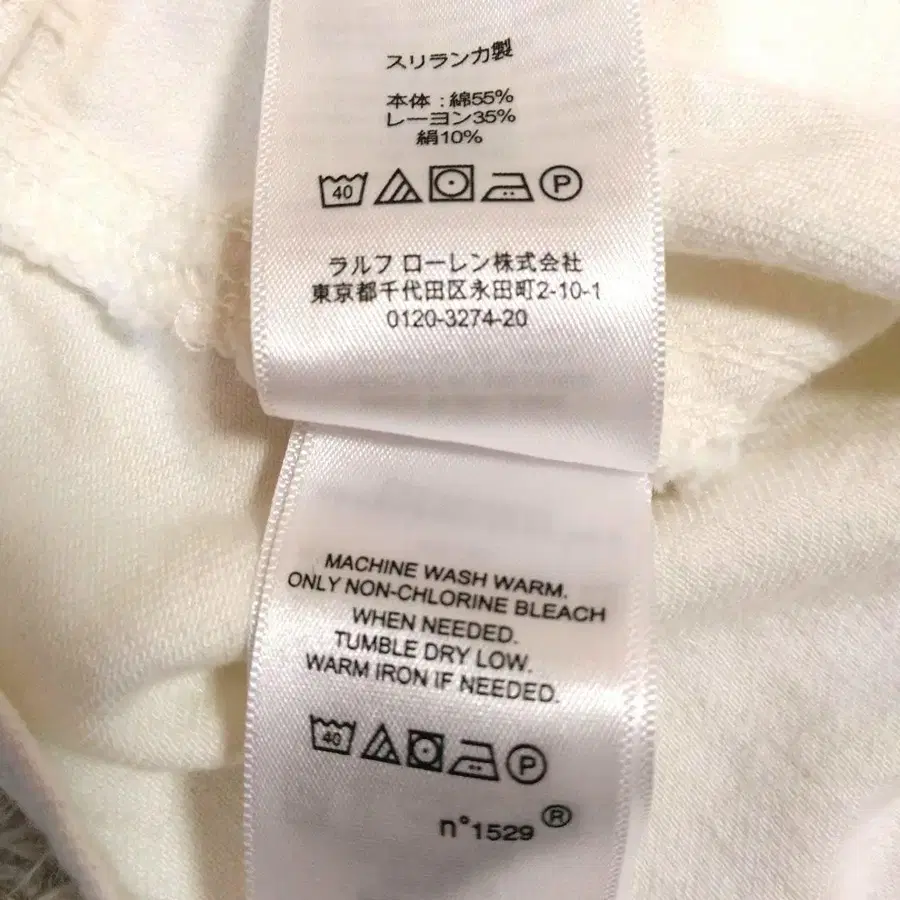 スリランカ製
本体：綿55%
レーヨン35%
絹10%
40 P
ラルフ ローレン株式会社
東京都千代田区永田町2-10-1
0120-3274-20
MACHINE WASH WARM.
ONLY NON-CHLORINE BLEACH
WHEN NEEDED.
TUMBLE DRY LOW.
WARM IRON IF NEEDED.
40 P
n°1529 ®